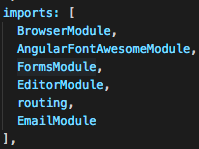 imports: [
BrowserModule,
AngularFontAwesomeModule,
FormsModule,
EditorModule,
routing,
EmailModule
],